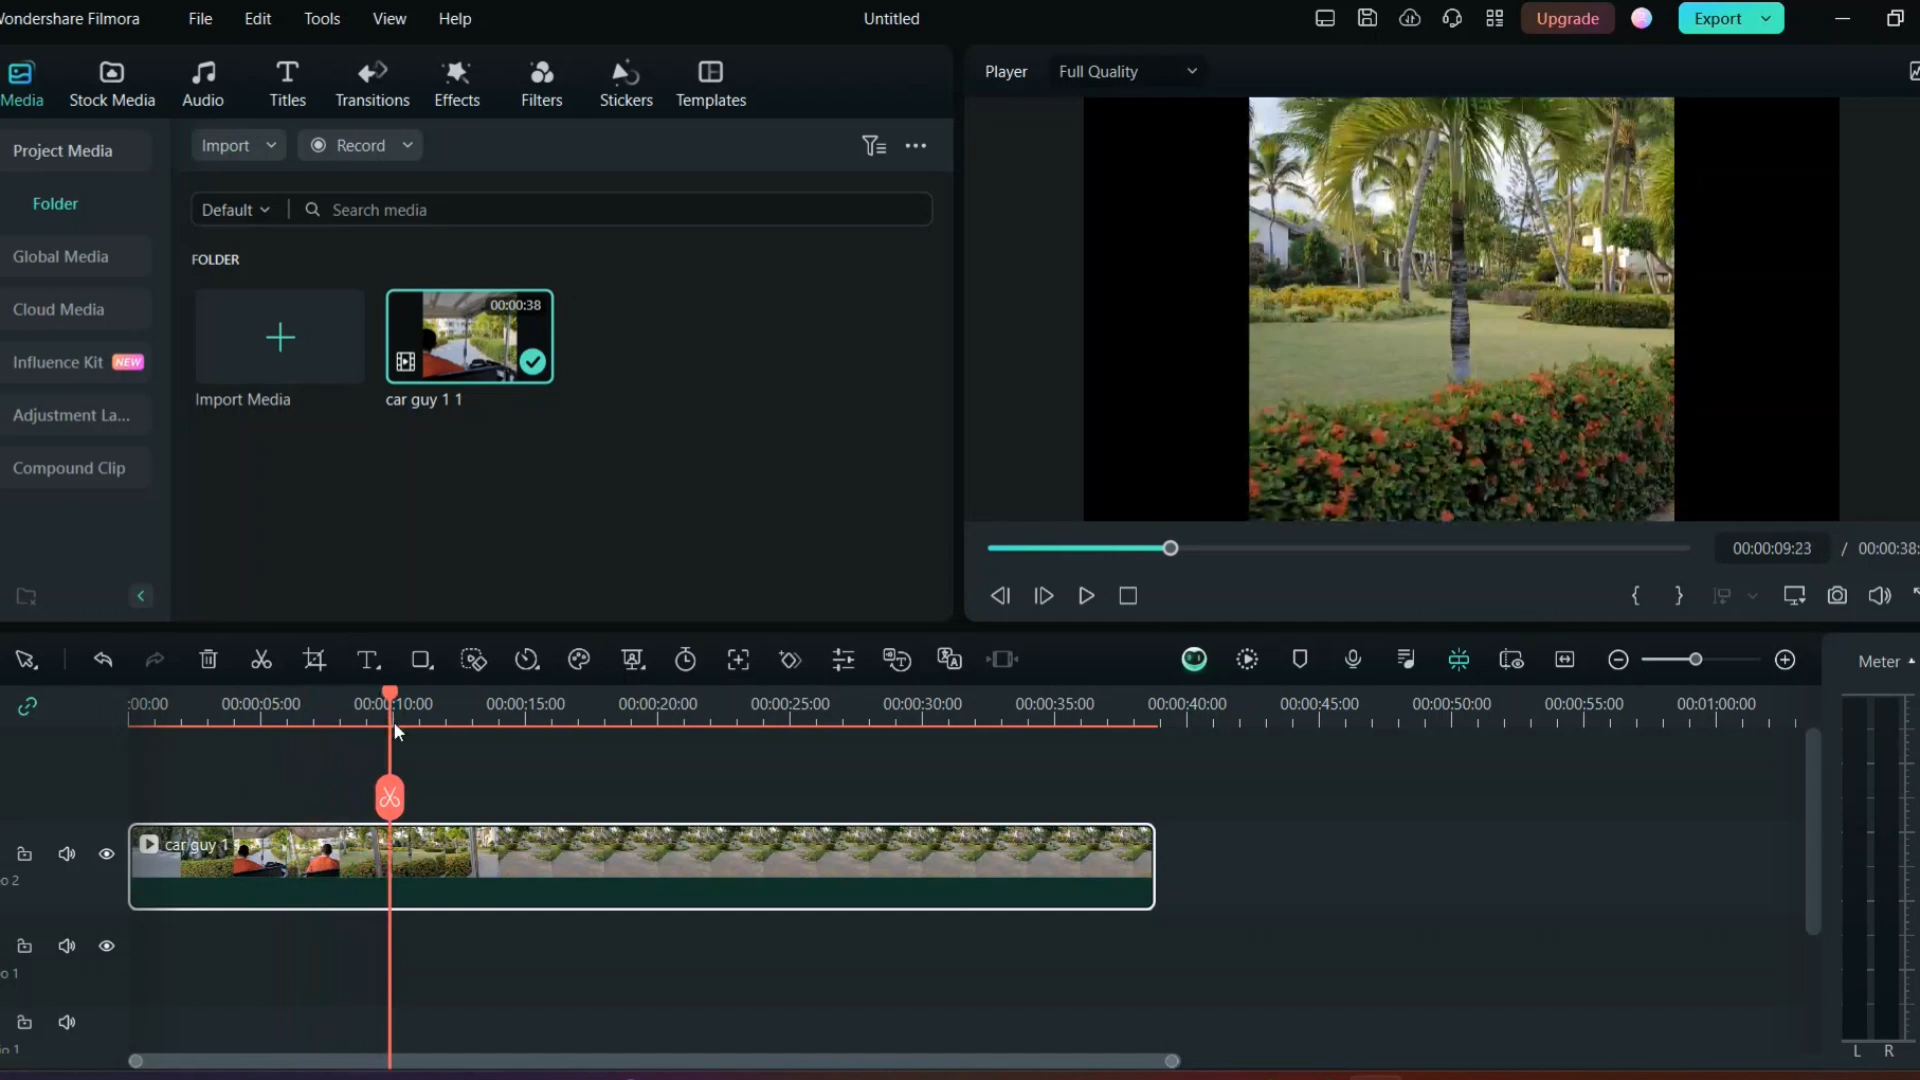 Wondershare Filmora File Edit Tools View Help Untitled Upgrade Export
Media Stock Media Audio Titles Transitions Effects Filters Stickers Templates
Player Full Quality
Project Media
Import Record
Folder
Default Search media
Global Media
FOLDER
Cloud Media
00:00:38
Influence Kit NEW
Import Media car guy 1 1
Adjustment La...
Compound Clip
00:00:09:23 / 00:00:38:
Meter
:00:00 00:00:05:00 00:00:10:00 00:00:15:00 00:00:20:00 00:00:25:00 00:00:30:00 00:00:35:00 00:00:40:00 00:00:45:00 00:00:50:00 00:00:55:00 00:01:00:00
car guy 1
o 2
o 1
io 1
L R